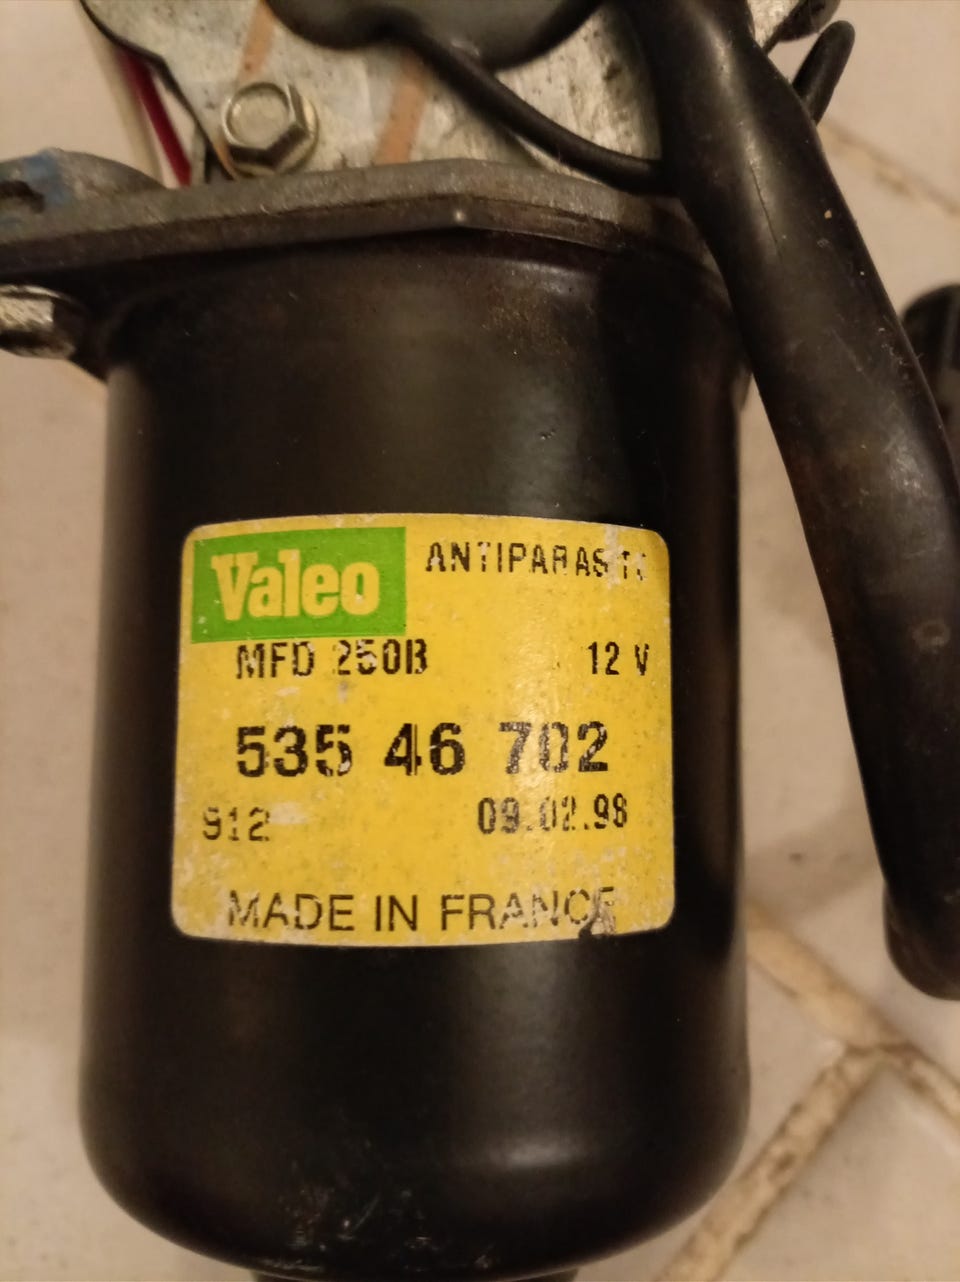 Valeo ANTIPARASITE
MFD 250B 12 V
535 46 702
912 09.02.98
MADE IN FRANCE